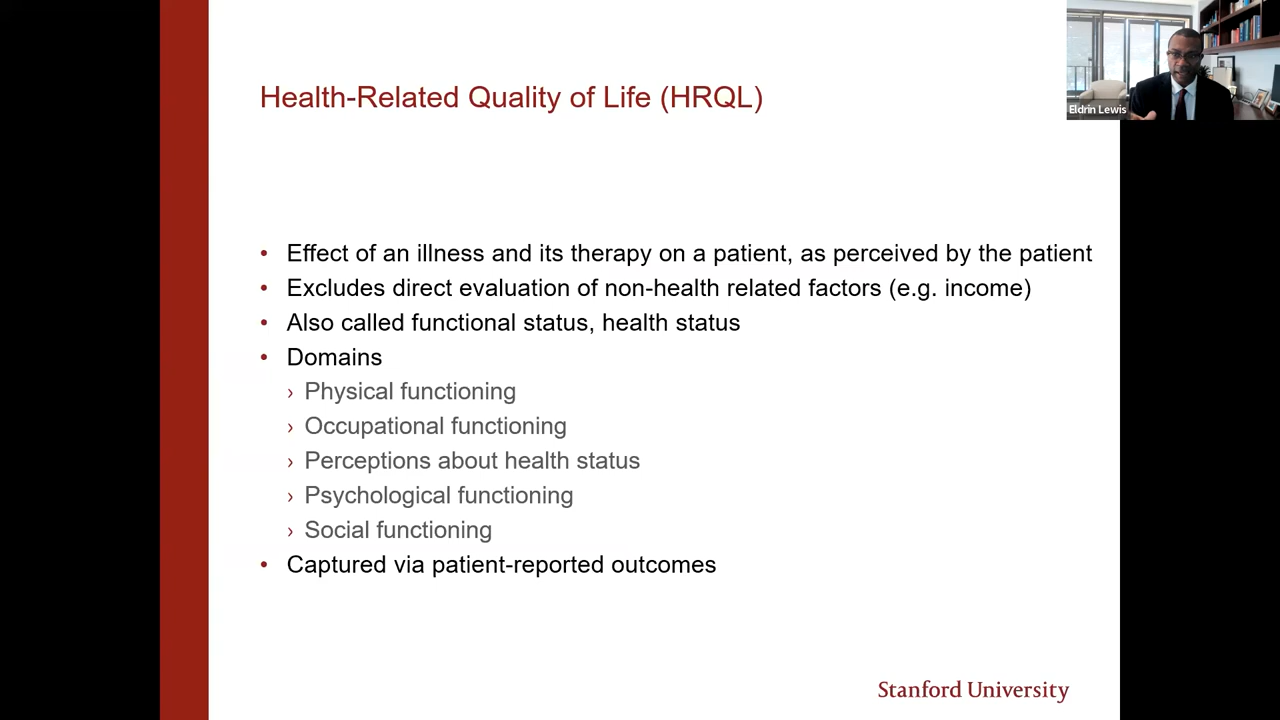 Health-Related Quality of Life (HRQL)
Eldrin Lewis
• Effect of an illness and its therapy on a patient, as perceived by the patient
• Excludes direct evaluation of non-health related factors (e.g. income)
• Also called functional status, health status
• Domains
› Physical functioning
› Occupational functioning
› Perceptions about health status
› Psychological functioning
› Social functioning
• Captured via patient-reported outcomes
Stanford University